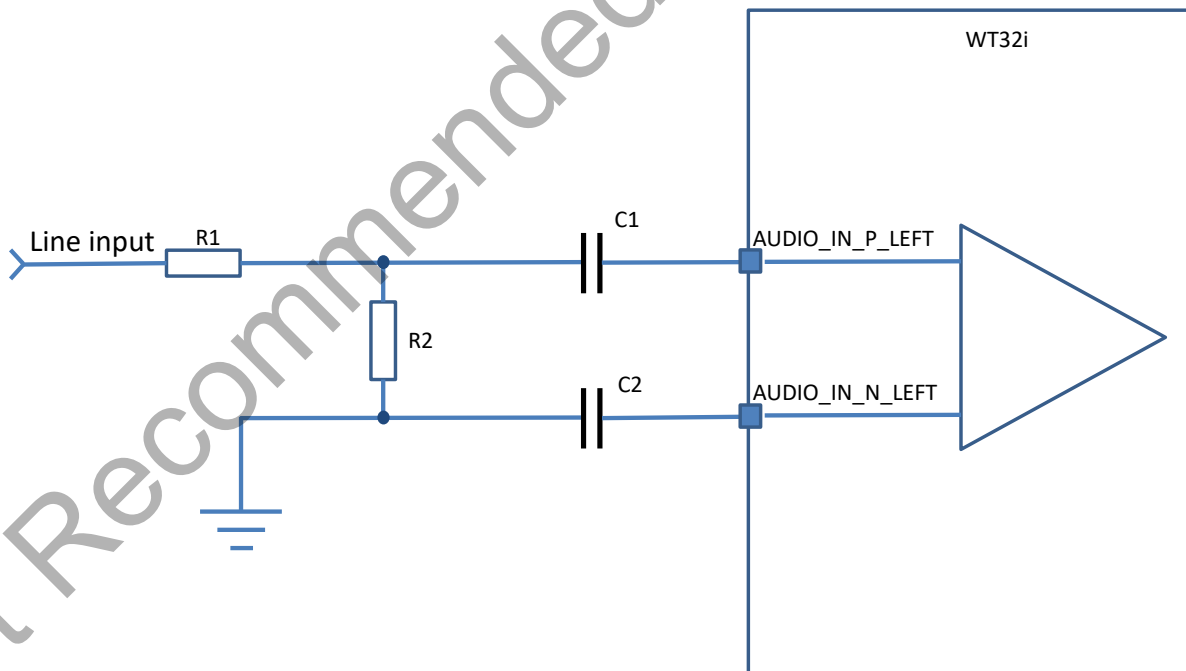 WT32i
Line input
R1
C1
AUDIO_IN_P_LEFT
R2
C2
AUDIO_IN_N_LEFT
Recommended